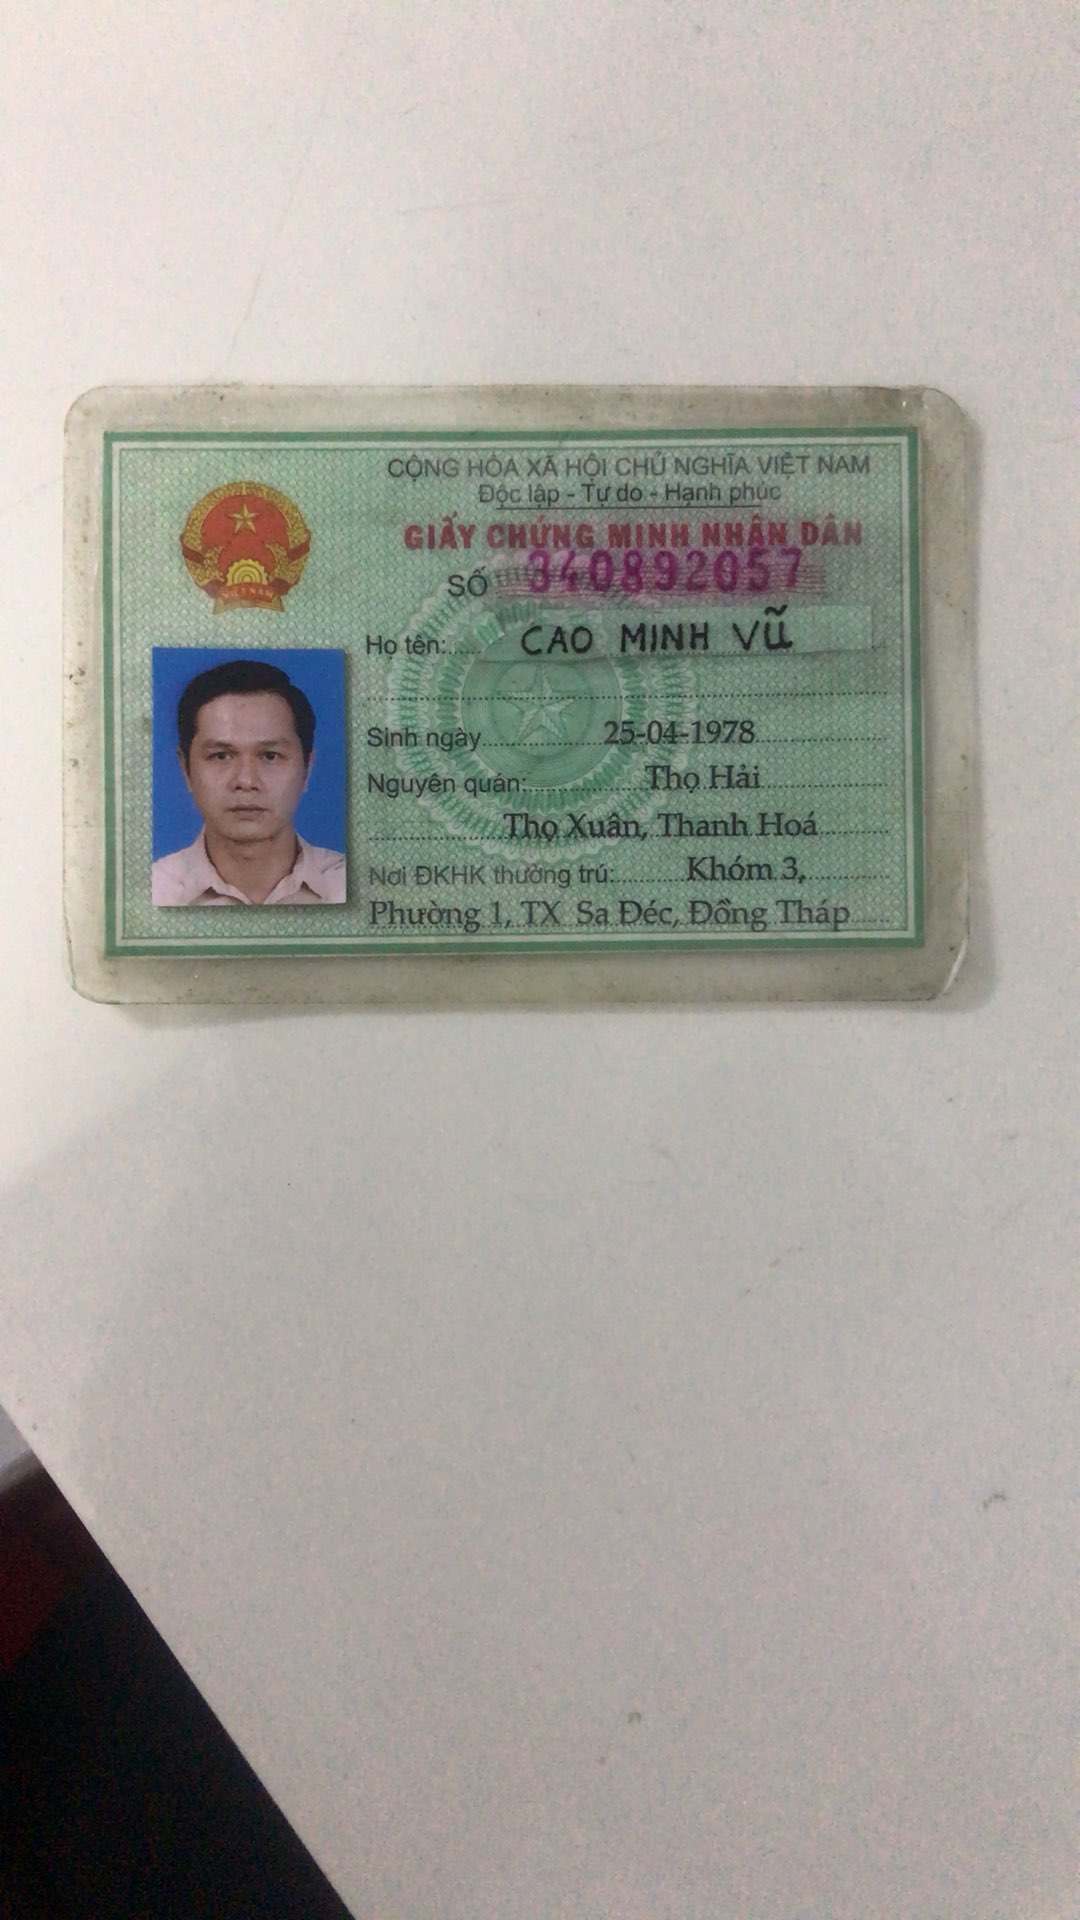 CỘNG HÒA XÃ HỘI CHỦ NGHĨA VIỆT NAM
Độc lập - Tự do - Hạnh phúc
GIẤY CHỨNG MINH NHÂN DÂN
SỐ 340892057
Họ tên: CAO MINH VŨ
Sinh ngày 25-04-1978
Nguyên quán: Thọ Hải
Thọ Xuân, Thanh Hoá
Nơi ĐKHK thường trú: Khóm 3,
Phường 1, TX Sa Đéc, Đồng Tháp
VIỆT NAM